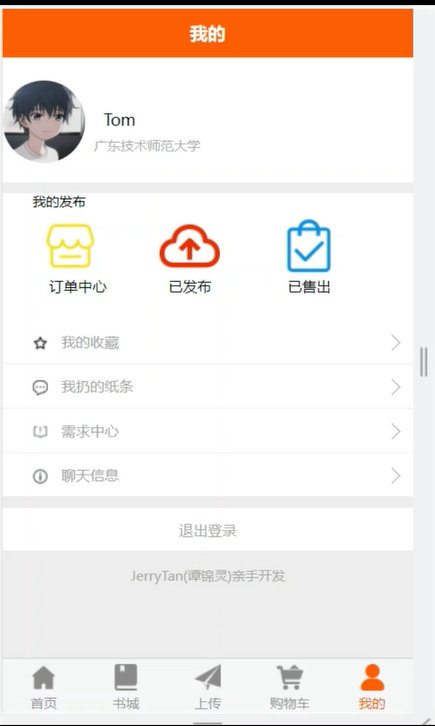 我的
Tom
广东技术师范大学
我的发布
订单中心 已发布 已售出
我的收藏
我扔的纸条
需求中心
聊天信息
退出登录
JerryTan(谭锦灵)亲手开发
首页 书城 上传 购物车 我的